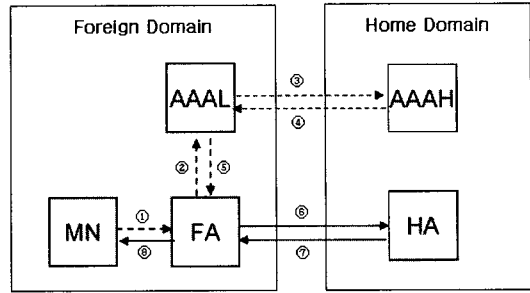 Foreign Domain
Home Domain
AAAL
③
AAAH
④
②
⑤
MN
①
FA
⑥
HA
⑧
⑦